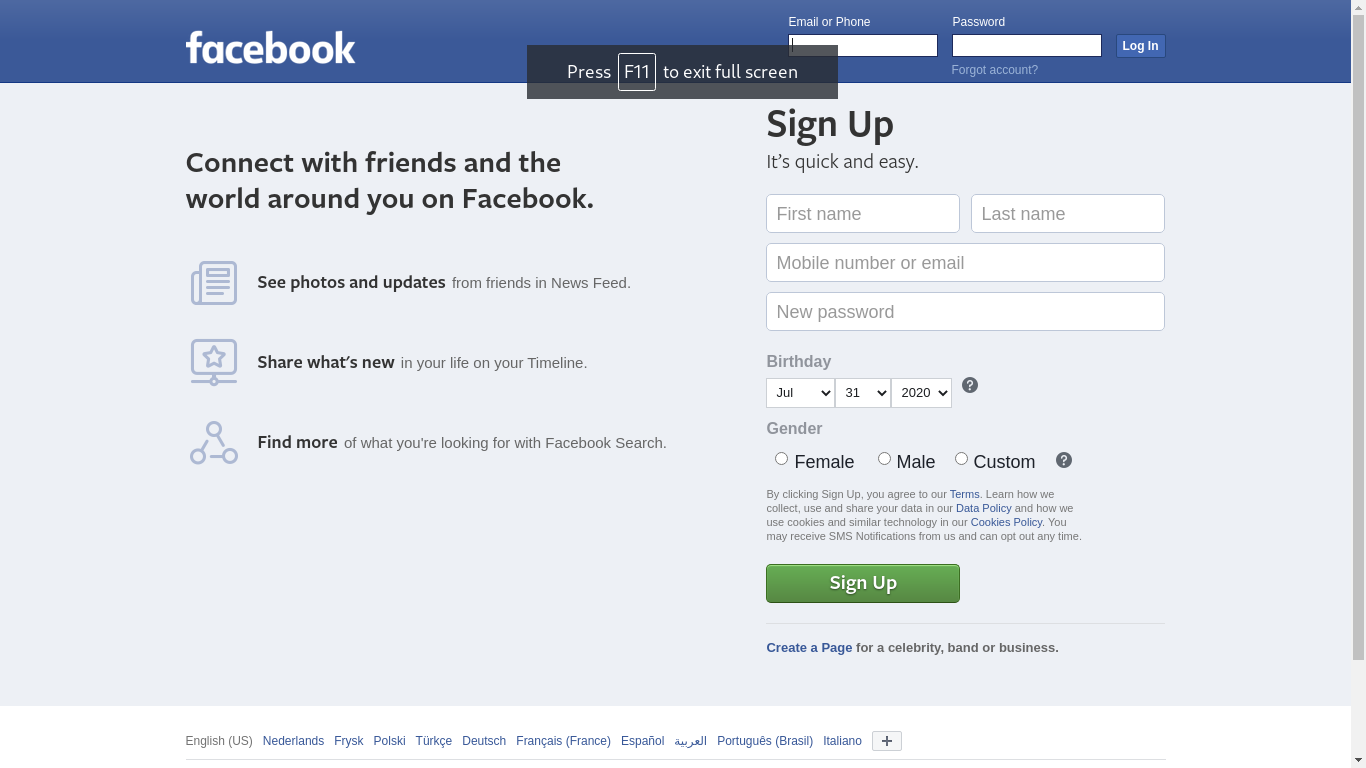 facebook
Email or Phone
Password
Log In
Forgot account?
Press F11 to exit full screen
Connect with friends and the
world around you on Facebook.
See photos and updates from friends in News Feed.
Share what's new in your life on your Timeline.
Find more of what you're looking for with Facebook Search.
Sign Up
It's quick and easy.
First name
Last name
Mobile number or email
New password
Birthday
Jul 31 2020 ?
Gender
Female Male Custom ?
By clicking Sign Up, you agree to our Terms. Learn how we
collect, use and share your data in our Data Policy and how we
use cookies and similar technology in our Cookies Policy. You
may receive SMS Notifications from us and can opt out any time.
Sign Up
Create a Page for a celebrity, band or business.
English (US) Nederlands Frysk Polski Türkçe Deutsch Français (France) Español العربية Português (Brasil) Italiano +